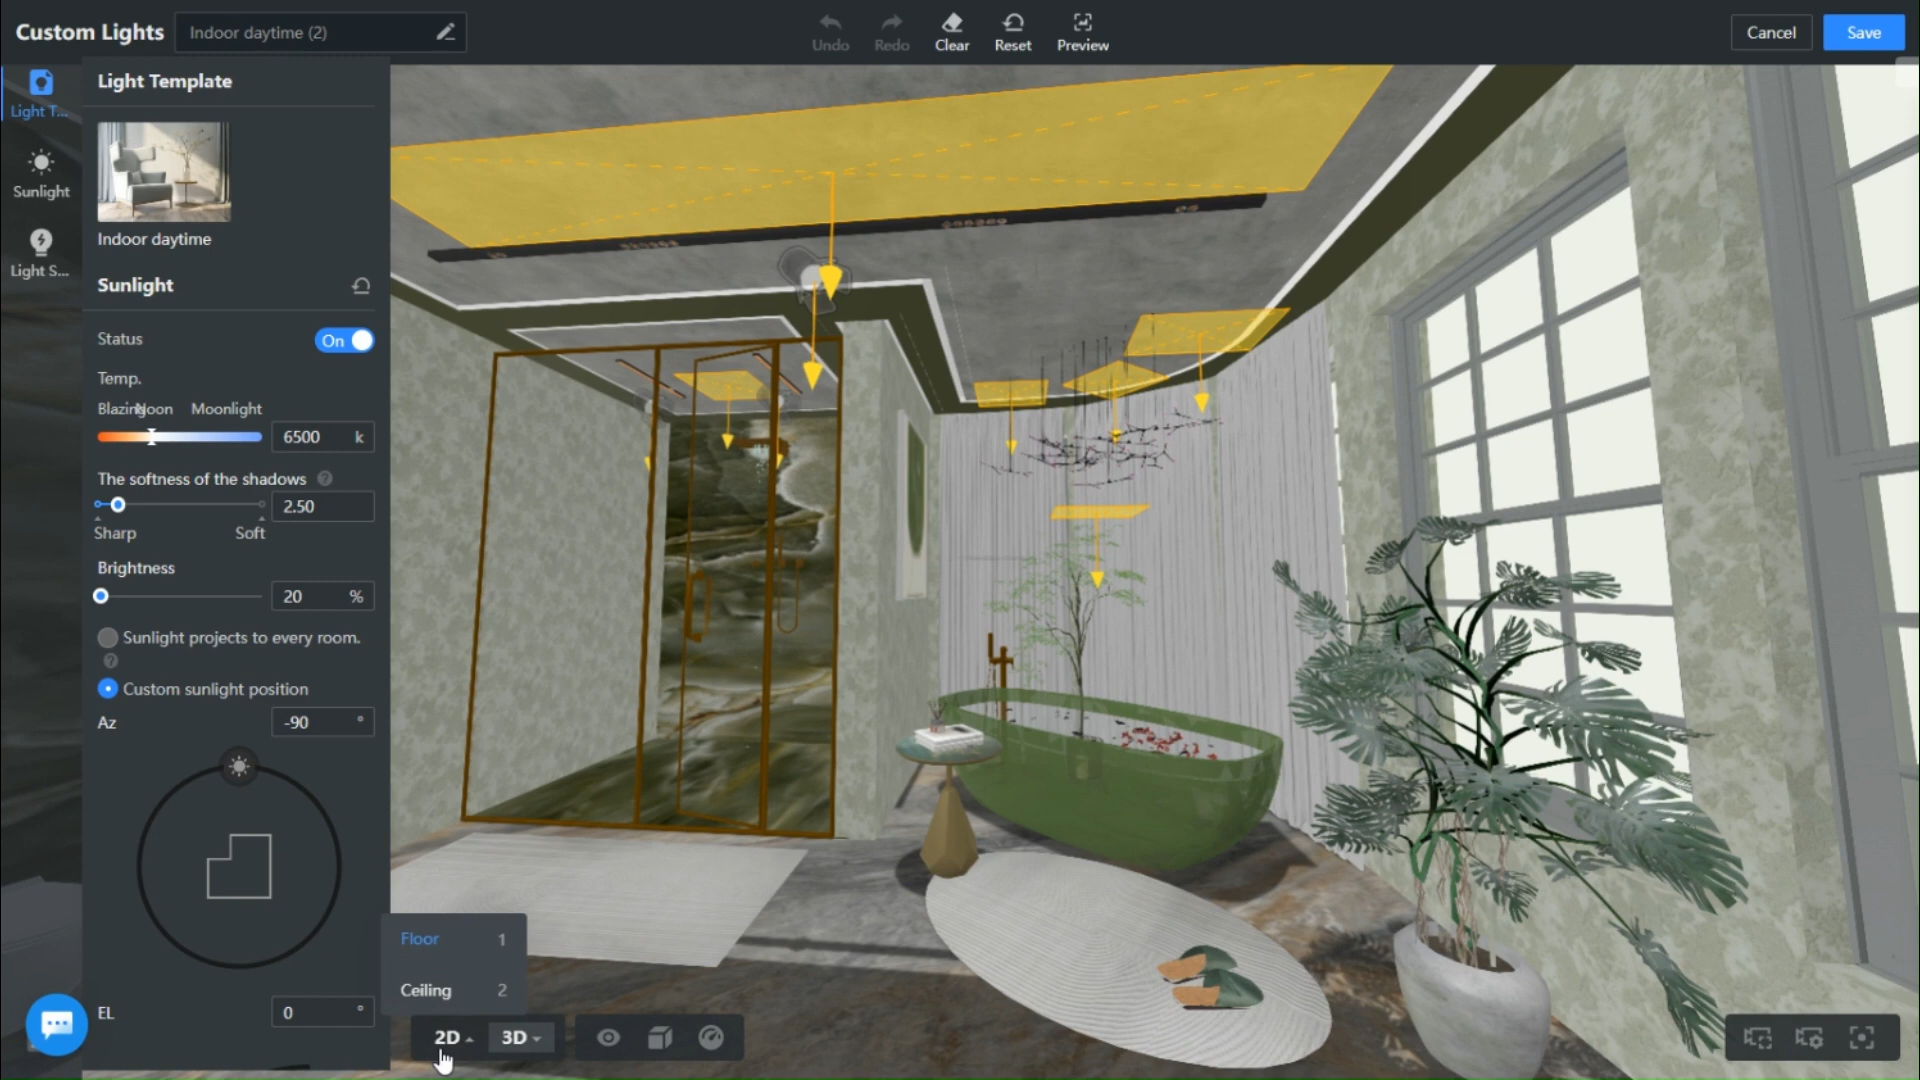 Custom Lights
Indoor daytime (2)
Undo
Redo
Clear
Reset
Preview
Cancel
Save
Light T...
Sunlight
Light S...
Light Template
Indoor daytime
Sunlight
Status
On
Temp.
Blazing
Noon
Moonlight
6500 k
The softness of the shadows
?
2.50
Sharp
Soft
Brightness
20 %
Sunlight projects to every room.
?
Custom sunlight position
Az
-90 °
EL
0 °
Floor 1
Ceiling 2
2D
3D